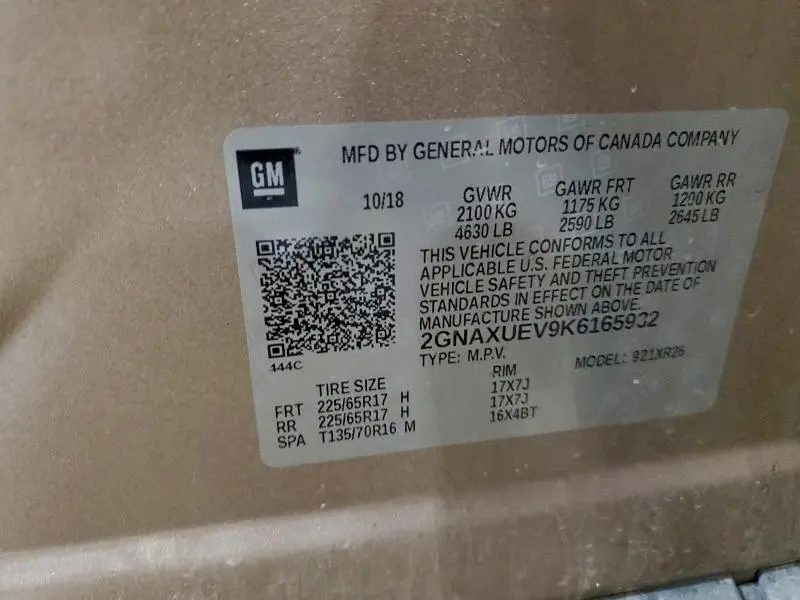 GM
MFD BY GENERAL MOTORS OF CANADA COMPANY
10/18
GVWR GAWR FRT GAWR RR
2100 KG 1175 KG 1200 KG
4630 LB 2590 LB 2645 LB
THIS VEHICLE CONFORMS TO ALL
APPLICABLE U.S. FEDERAL MOTOR
VEHICLE SAFETY AND THEFT PREVENTION
STANDARDS IN EFFECT ON THE DATE OF
MANUFACTURE SHOWN ABOVE.
2GNAXUEV9K6165932
TYPE: M.P.V. MODEL: 921XR26
444C
TIRE SIZE RIM
FRT 225/65R17 H 17X7J
RR 225/65R17 H 17X7J
SPA T135/70R16 M 16X4BT